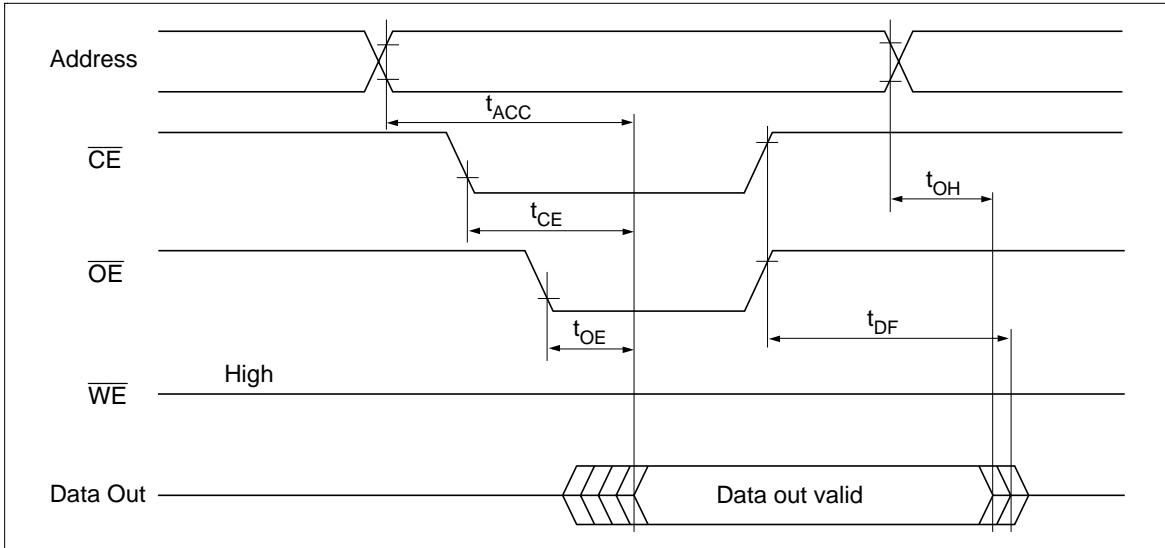 Address
tACC
CE
tOH
tCE
OE
tDF
tOE
High
WE
Data Out
Data out valid